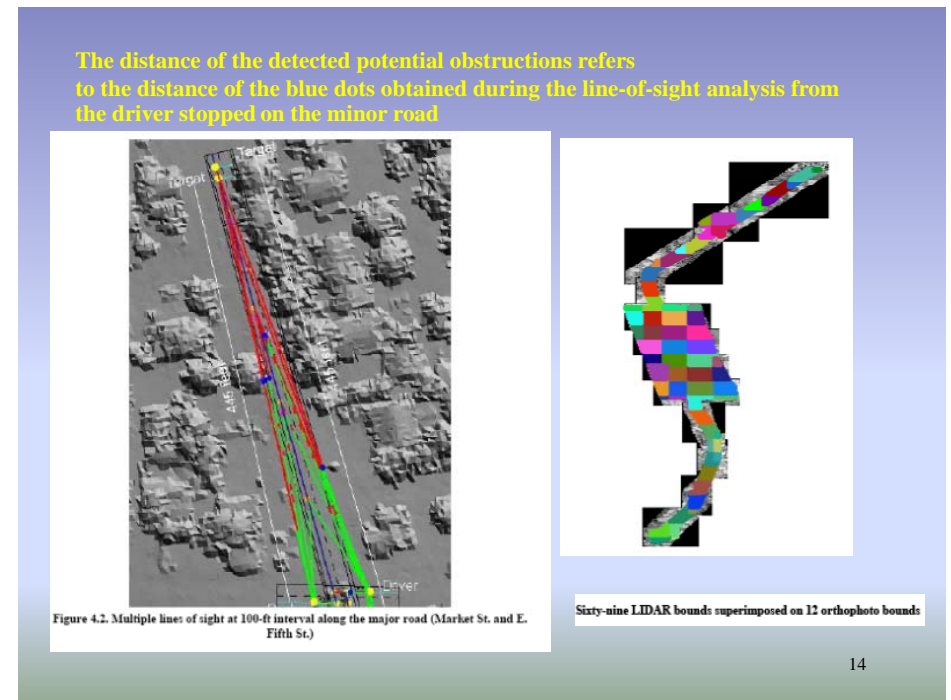 The distance of the detected potential obstructions refers
to the distance of the blue dots obtained during the line-of-sight analysis from
the driver stopped on the minor road
Target
Target
445 feet
Driver
Figure 4.2. Multiple lines of sight at 100-ft interval along the major road (Market St. and E.
Fifth St.)
Sixty-nine LIDAR bounds superimposed on 12 orthophoto bounds
14